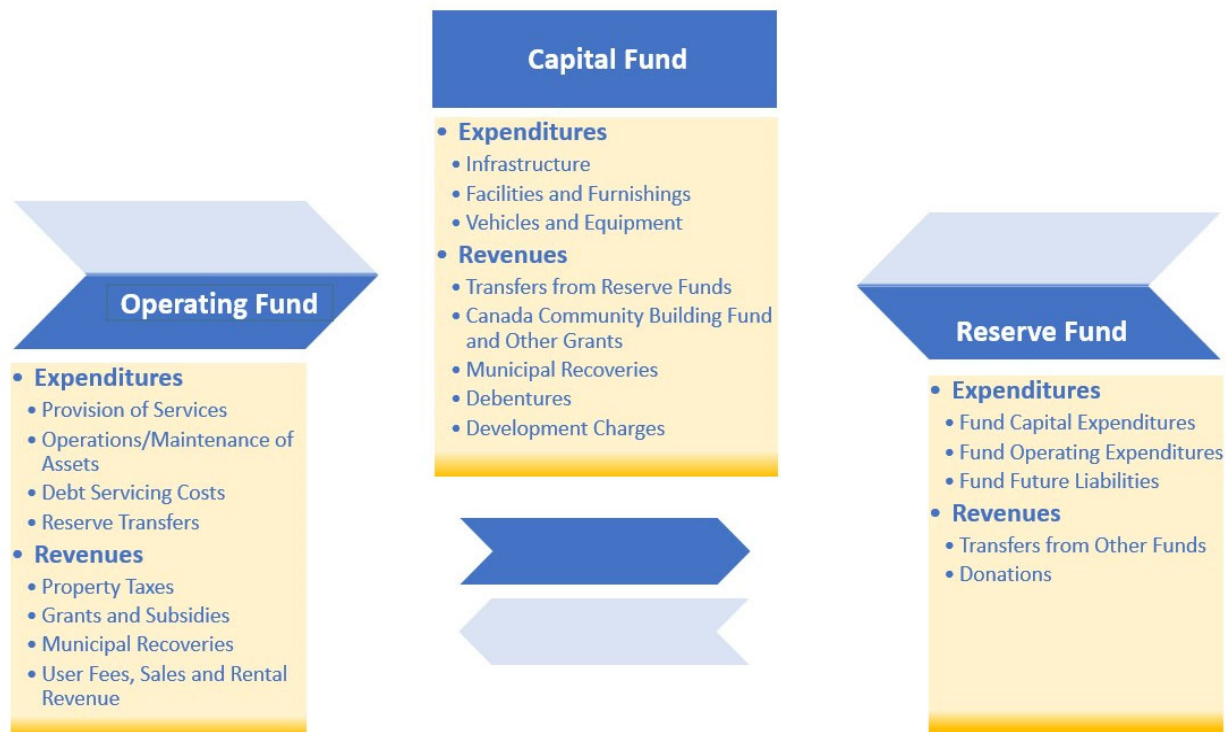 Capital Fund
• Expenditures
• Infrastructure
• Facilities and Furnishings
• Vehicles and Equipment
• Revenues
• Transfers from Reserve Funds
• Canada Community Building Fund
and Other Grants
• Municipal Recoveries
• Debentures
• Development Charges
Operating Fund
• Expenditures
• Provision of Services
• Operations/Maintenance of
Assets
• Debt Servicing Costs
• Reserve Transfers
• Revenues
• Property Taxes
• Grants and Subsidies
• Municipal Recoveries
• User Fees, Sales and Rental
Revenue
Reserve Fund
• Expenditures
• Fund Capital Expenditures
• Fund Operating Expenditures
• Fund Future Liabilities
• Revenues
• Transfers from Other Funds
• Donations